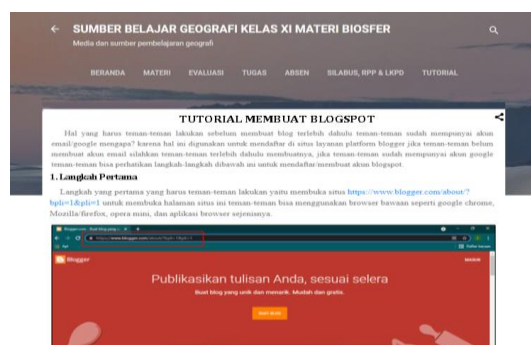 SUMBER BELAJAR GEOGRAFI KELAS XI MATERI BIOSFER
Media dan sumber pembelajaran geografi
BERANDA MATERI EVALUASI TUGAS ABSEN SILABUS, RPP & LKPD TUTORIAL
TUTORIAL MEMBUAT BLOGSPOT
Hal yang harus teman-teman lakukan sebelum membuat blog terlebih dahulu teman-teman sudah mempunyai akun
email/google mengapa? karena hal ini digunakan untuk mendaftar di situs layanan platform blogger jika teman-teman belum
membuat akun email silahkan teman-teman terlebih dahulu membuatnya, jika teman-teman sudah mempunyai akun google
teman-teman bisa perhatikan langkah-langkah dibawah ini untuk mendaftar/membuat akun blogspot.
1. Langkah Pertama
Langkah yang pertama yang harus teman-teman lakukan yaitu membuka situs https://www.blogger.com/about/?
bpli=1&pli=1 untuk membuka halaman situs ini teman-teman bisa menggunakan browser bawaan seperti google chrome,
Mozilla/firefox, opera mini, dan aplikasi browser sejenisnya.
Blogger
Publikasikan tulisan Anda, sesuai selera
Buat blog yang unik dan menarik. Mudah dan gratis.